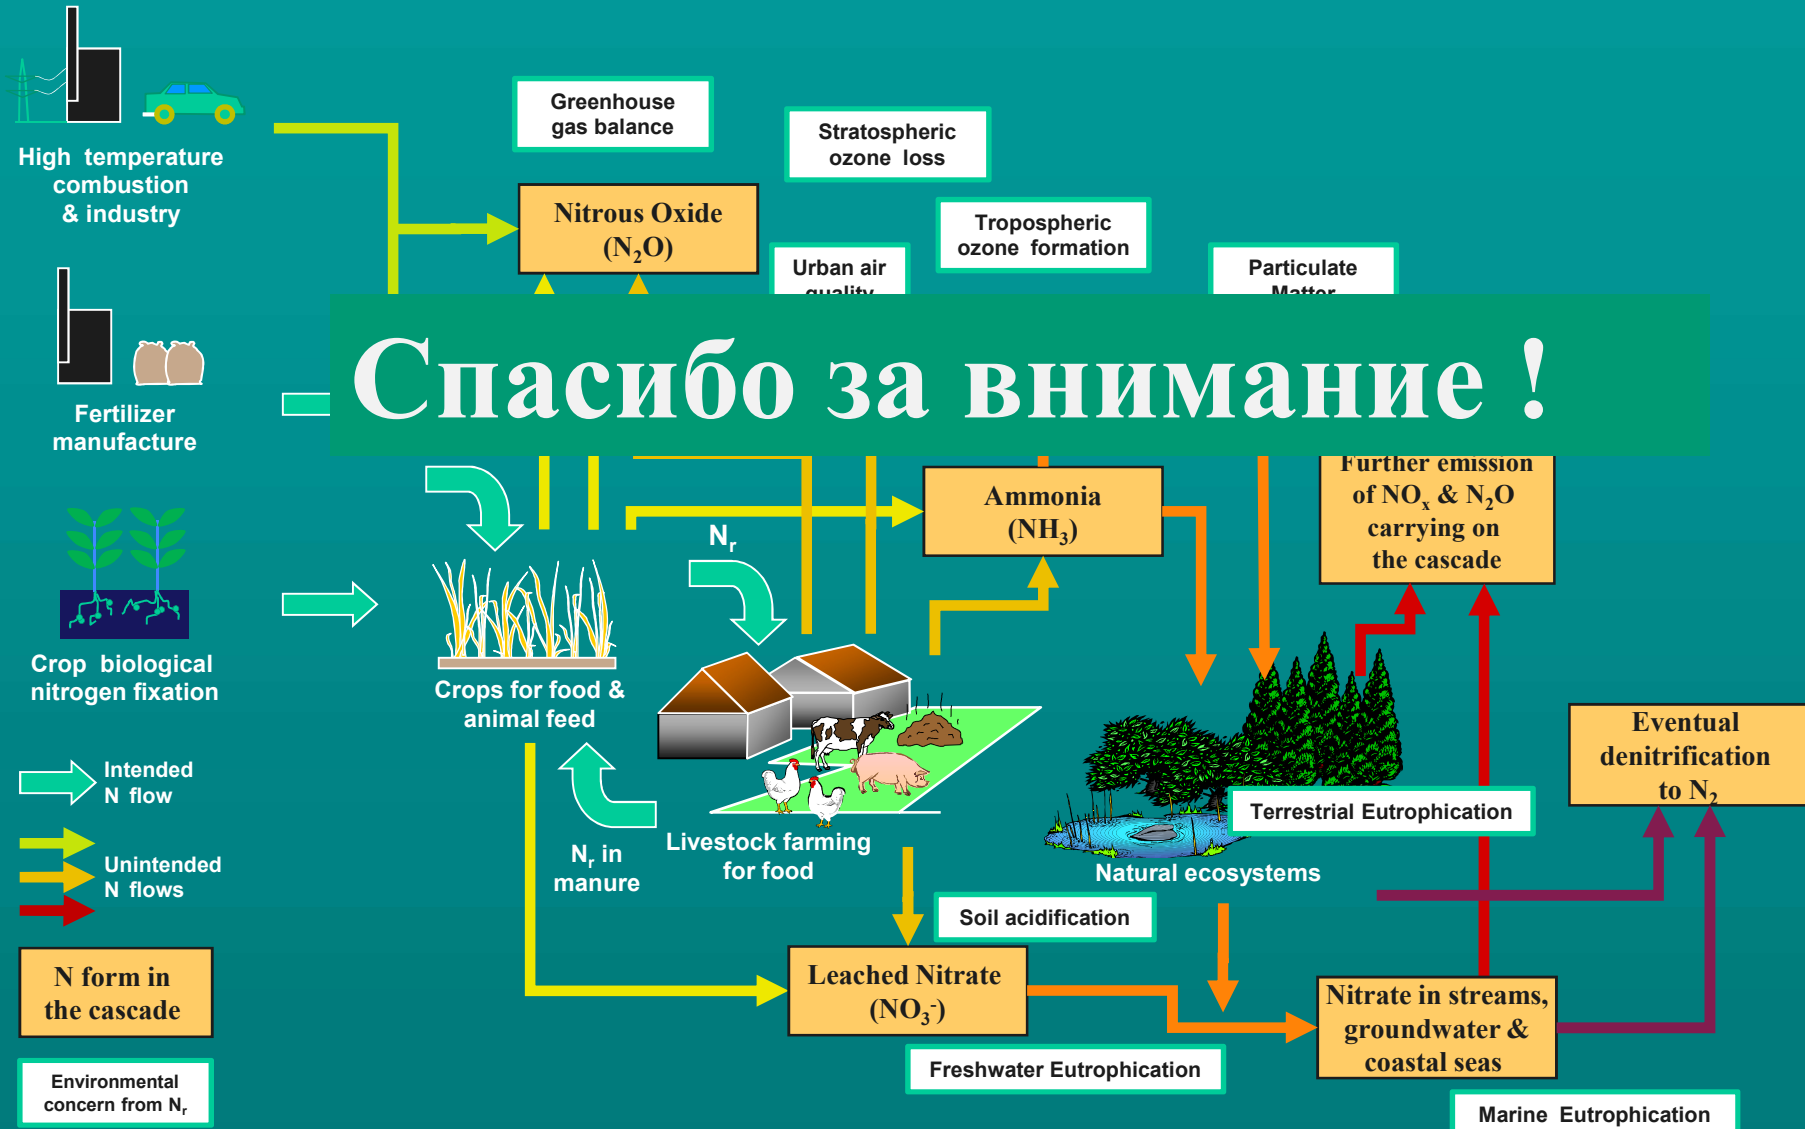 Greenhouse
gas balance
Stratospheric
ozone loss
High temperature
combustion
& industry
Nitrous Oxide
(N₂O)
Tropospheric
ozone formation
Urban air
quality
Particulate
Matter
Спасибо за внимание !
Fertilizer
manufacture
Further emission
of NOₓ & N₂O
carrying on
the cascade
Ammonia
(NH₃)
Nᵣ
Crop biological
nitrogen fixation
Crops for food &
animal feed
Eventual
denitrification
to N₂
Intended
N flow
Terrestrial Eutrophication
Unintended
N flows
Nᵣ in
manure
Livestock farming
for food
Natural ecosystems
Soil acidification
N form in
the cascade
Leached Nitrate
(NO₃⁻)
Nitrate in streams,
groundwater &
coastal seas
Freshwater Eutrophication
Environmental
concern from Nᵣ
Marine Eutrophication